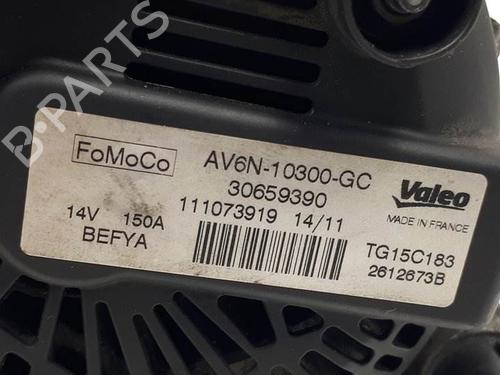 B-PARTS
FoMoCo
AV6N-10300-GC
30659390
111073919 14/11
14V 150A
BEFYA
Valeo
MADE IN FRANCE
TG15C183
2612673B